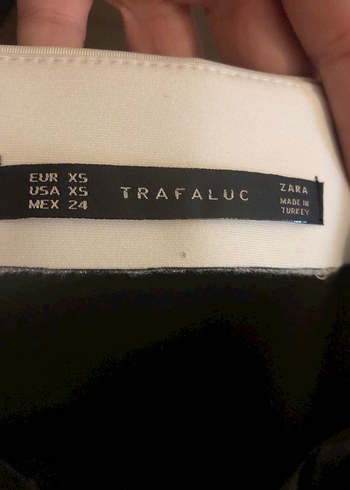 EUR XS
USA XS
MEX 24
TRAFALUC
ZARA
MADE IN
TURKEY